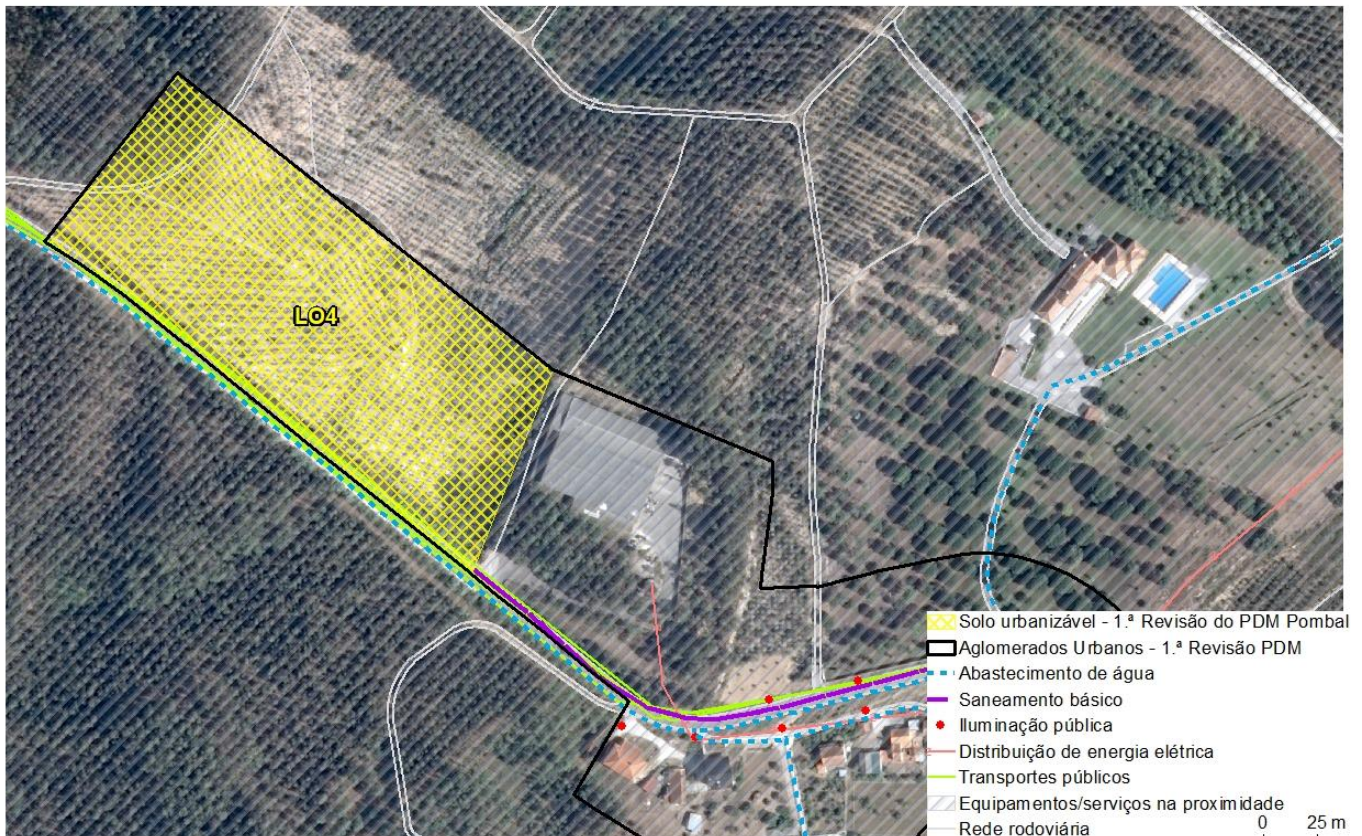 LO4
Solo urbanizável - 1.ª Revisão do PDM Pombal
Aglomerados Urbanos - 1.ª Revisão PDM
Abastecimento de água
Saneamento básico
Iluminação pública
Distribuição de energia elétrica
Transportes públicos
Equipamentos/serviços na proximidade
Rede rodoviária
0 25 m